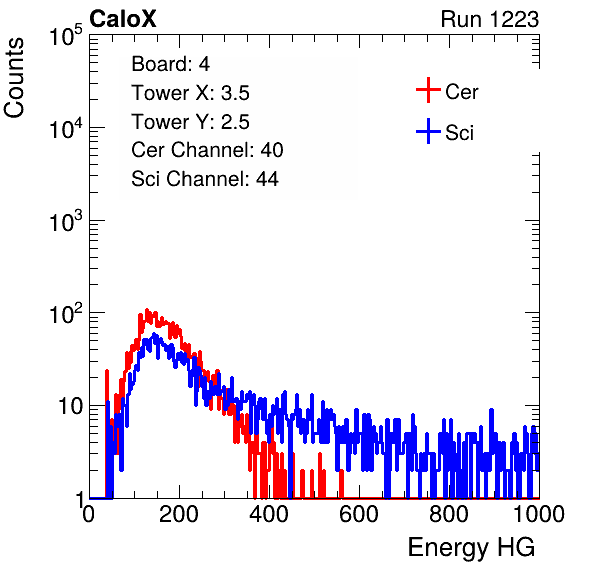 CaloX Run 1223
Counts
10^5
10^4
10^3
10^2
10
1
Board: 4
Tower X: 3.5
Tower Y: 2.5
Cer Channel: 40
Sci Channel: 44
Cer
Sci
0 200 400 600 800 1000
Energy HG